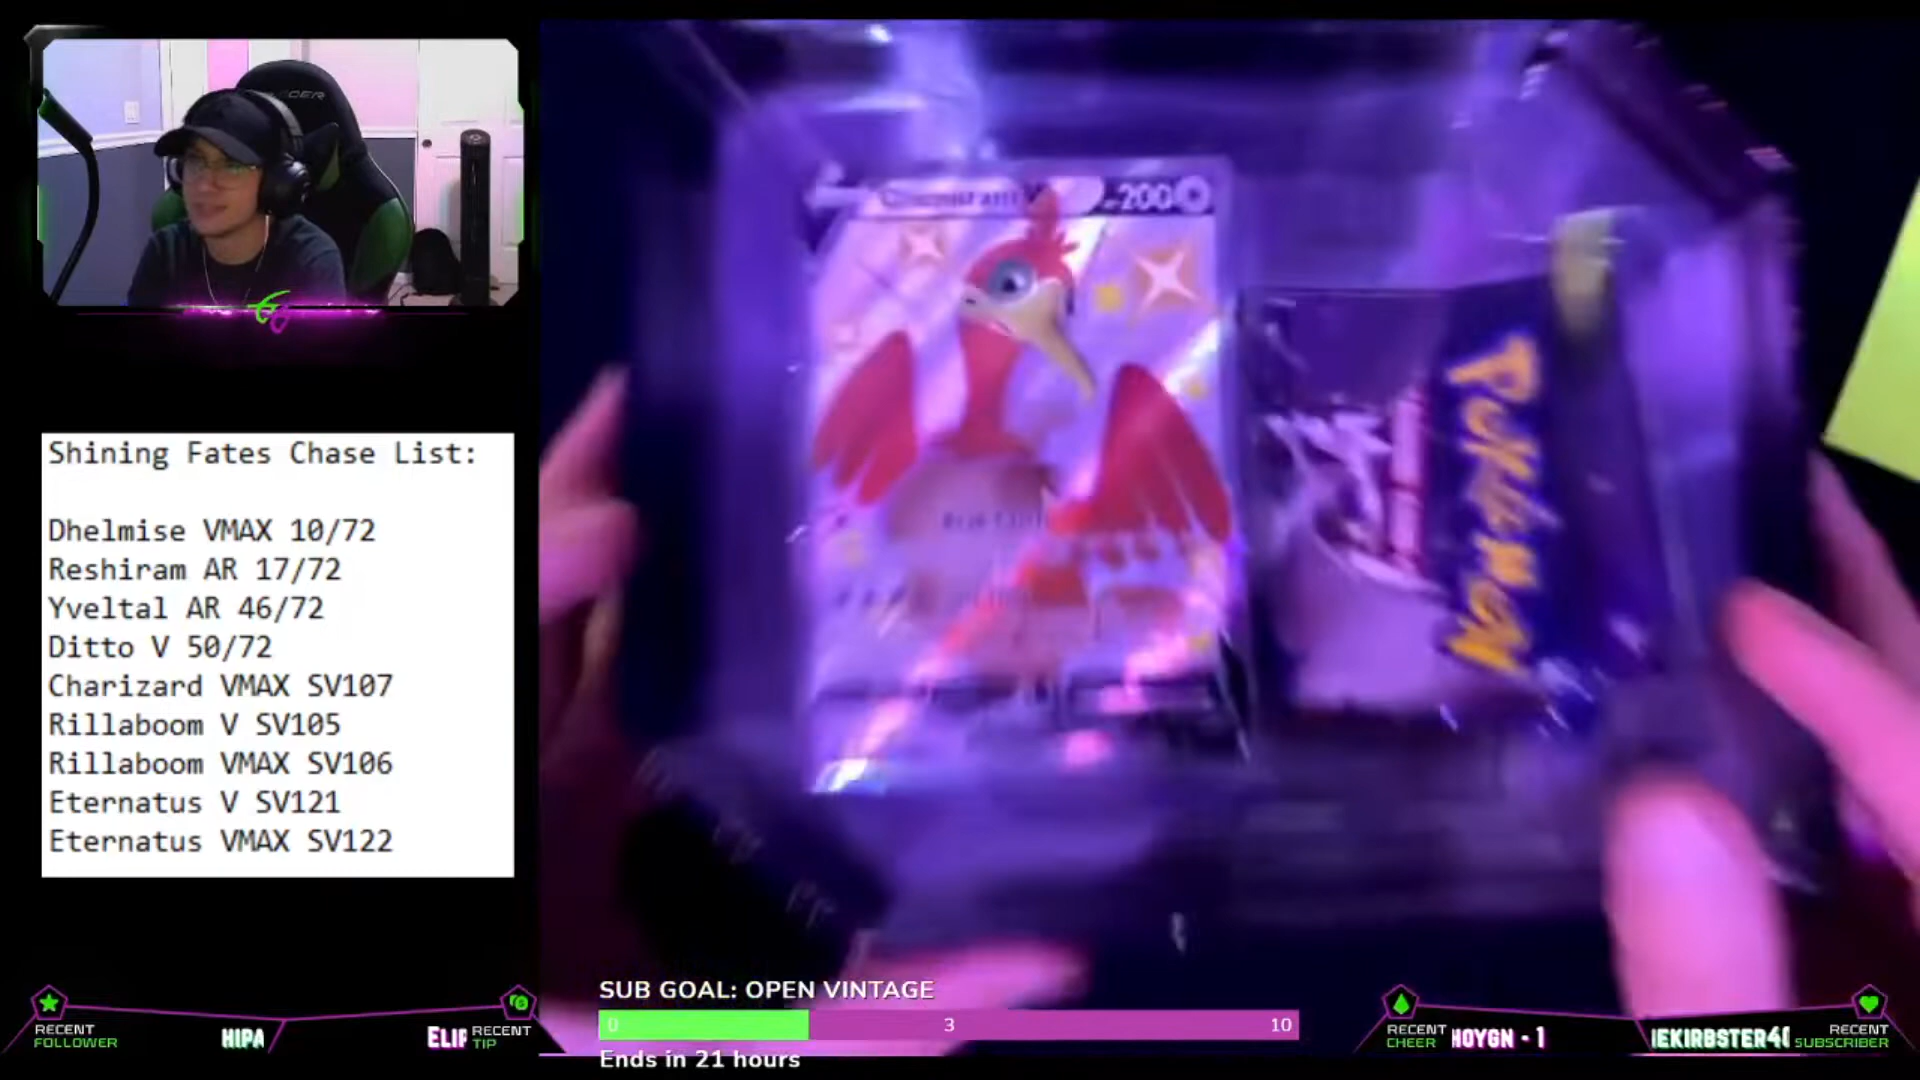 Shining Fates Chase List:
Dhelmise VMAX 10/72
Reshiram AR 17/72
Yveltal AR 46/72
Ditto V 50/72
Charizard VMAX SV107
Rillaboom V SV105
Rillaboom VMAX SV106
Eternatus V SV121
Eternatus VMAX SV122
200
POKéMON
SUB GOAL: OPEN VINTAGE
0 3 10
Ends in 21 hours
RECENT FOLLOWER
HIPA
ELIF
RECENT TIP
RECENT CHEER
HOYGN - 1
IEKIRBSTER4(
RECENT SUBSCRIBER